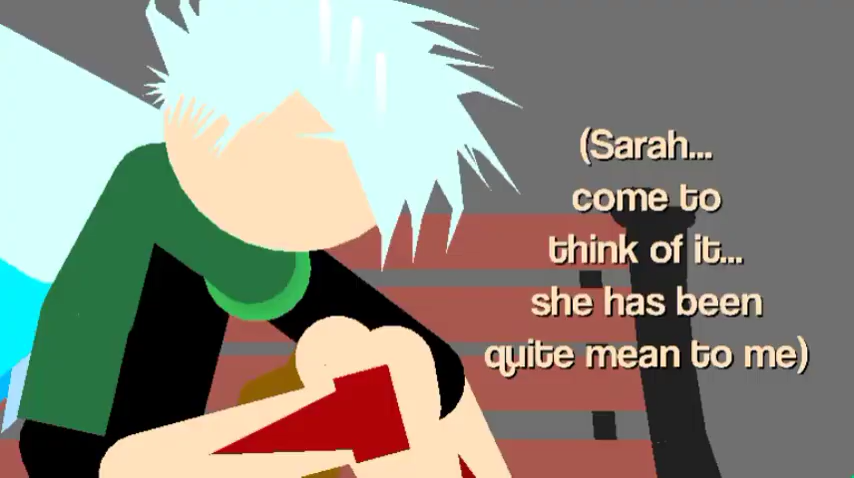 (Sarah...
come to
think of it...
she has been
quite mean to me)